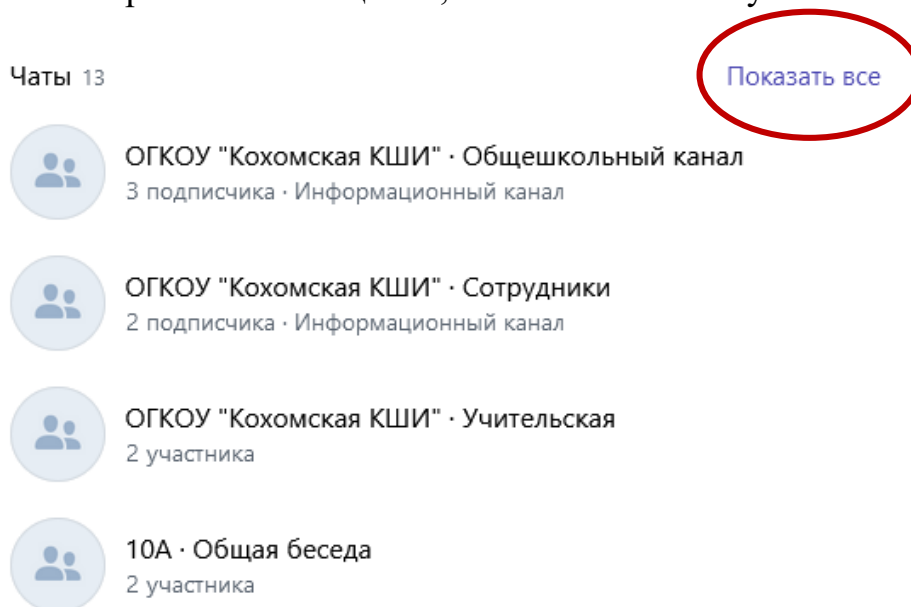 Чаты 13
Показать все
ОГКОУ "Кохомская КШИ" · Общешкольный канал
3 подписчика · Информационный канал
ОГКОУ "Кохомская КШИ" · Сотрудники
2 подписчика · Информационный канал
ОГКОУ "Кохомская КШИ" · Учительская
2 участника
10А · Общая беседа
2 участника